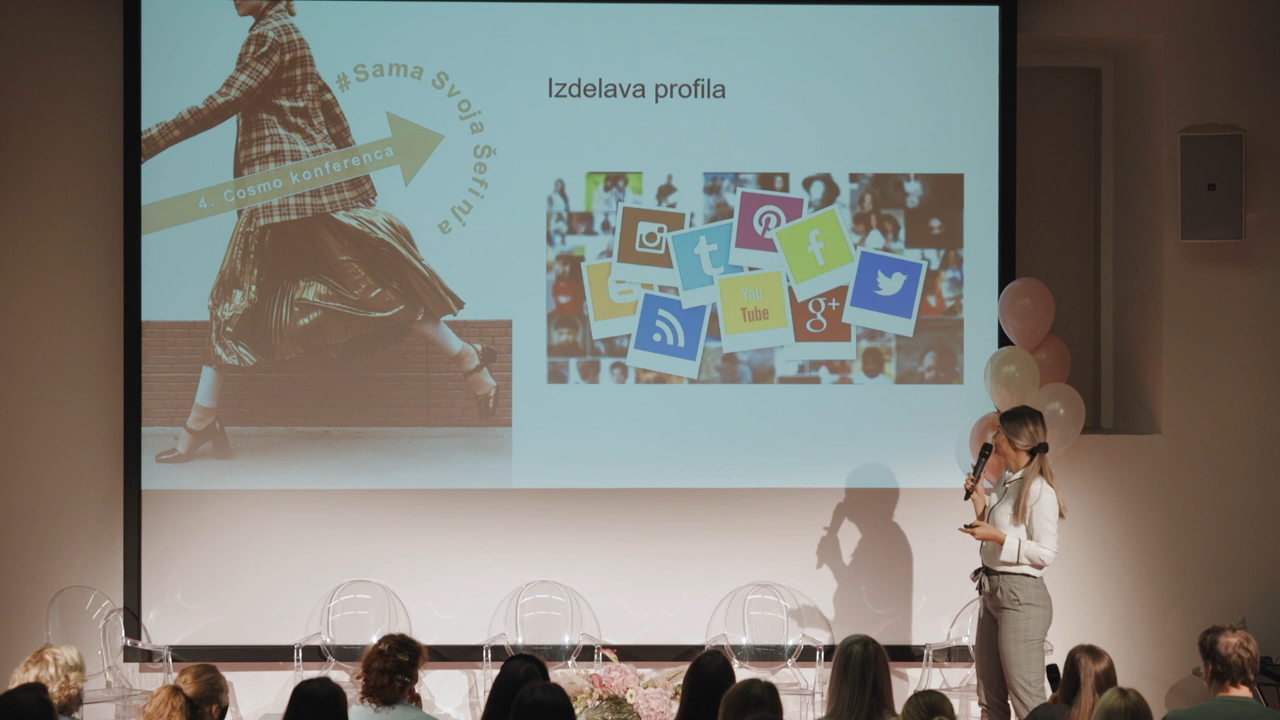 #Sama Svoja Šefinja
4. Cosmo konferenca
Izdelava profila
t
f
You
Tube
g+